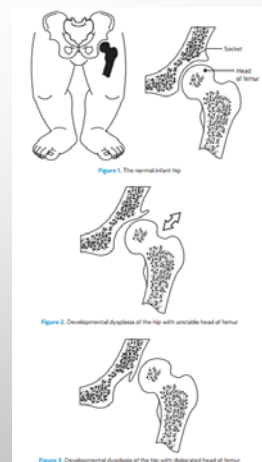 Socket
Head
of femur
Figure 1. The normal infant hip
Figure 2. Developmental dysplasia of the hip with unstable head of femur
Figure 3. Developmental dysplasia of the hip with dislocated head of femur